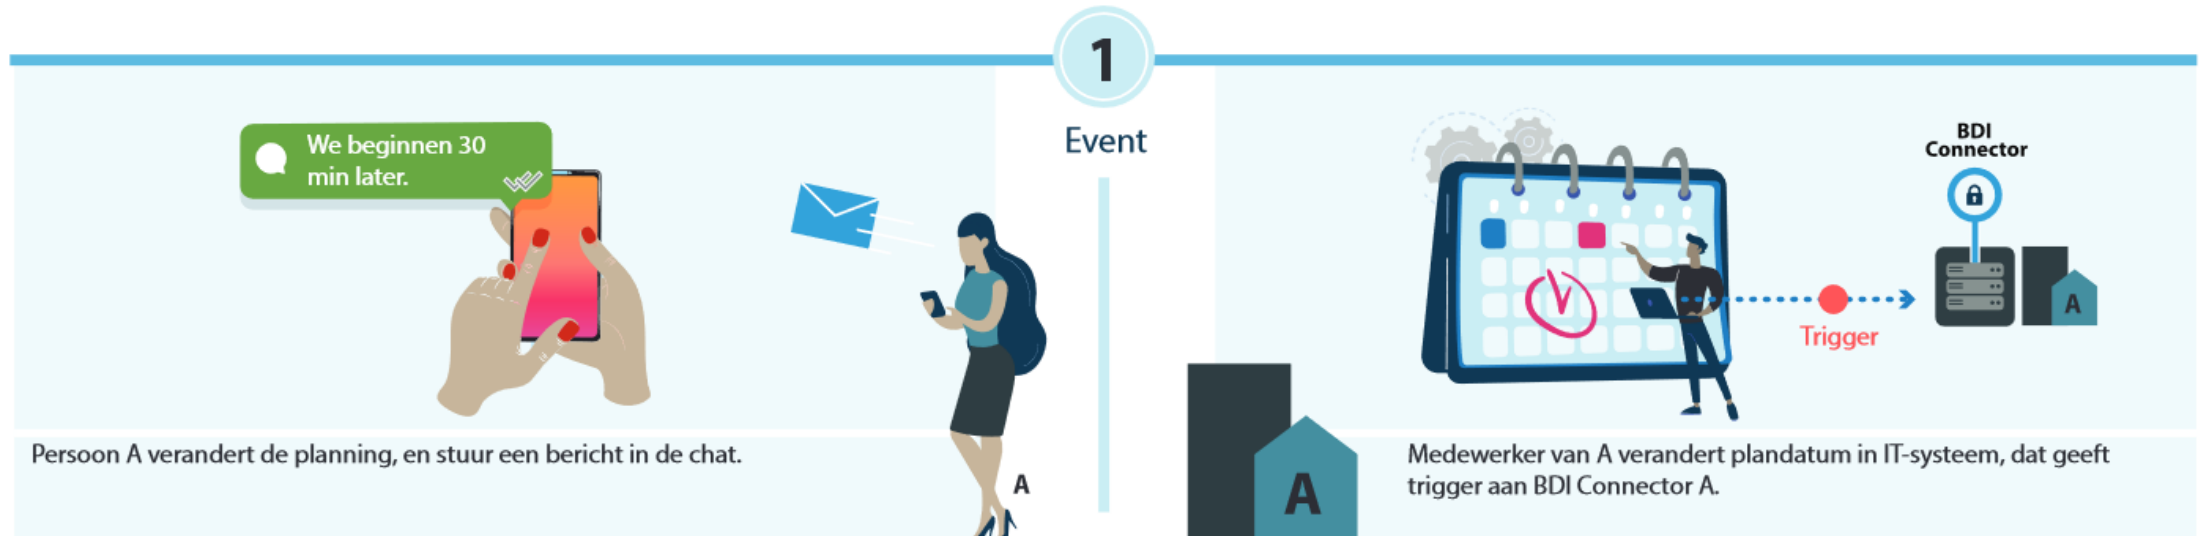 1
Event
We beginnen 30
min later.
Persoon A verandert de planning, en stuur een bericht in de chat.
A
A
BDI
Connector
A
Trigger
Medewerker van A verandert plandatum in IT-systeem, dat geeft
trigger aan BDI Connector A.